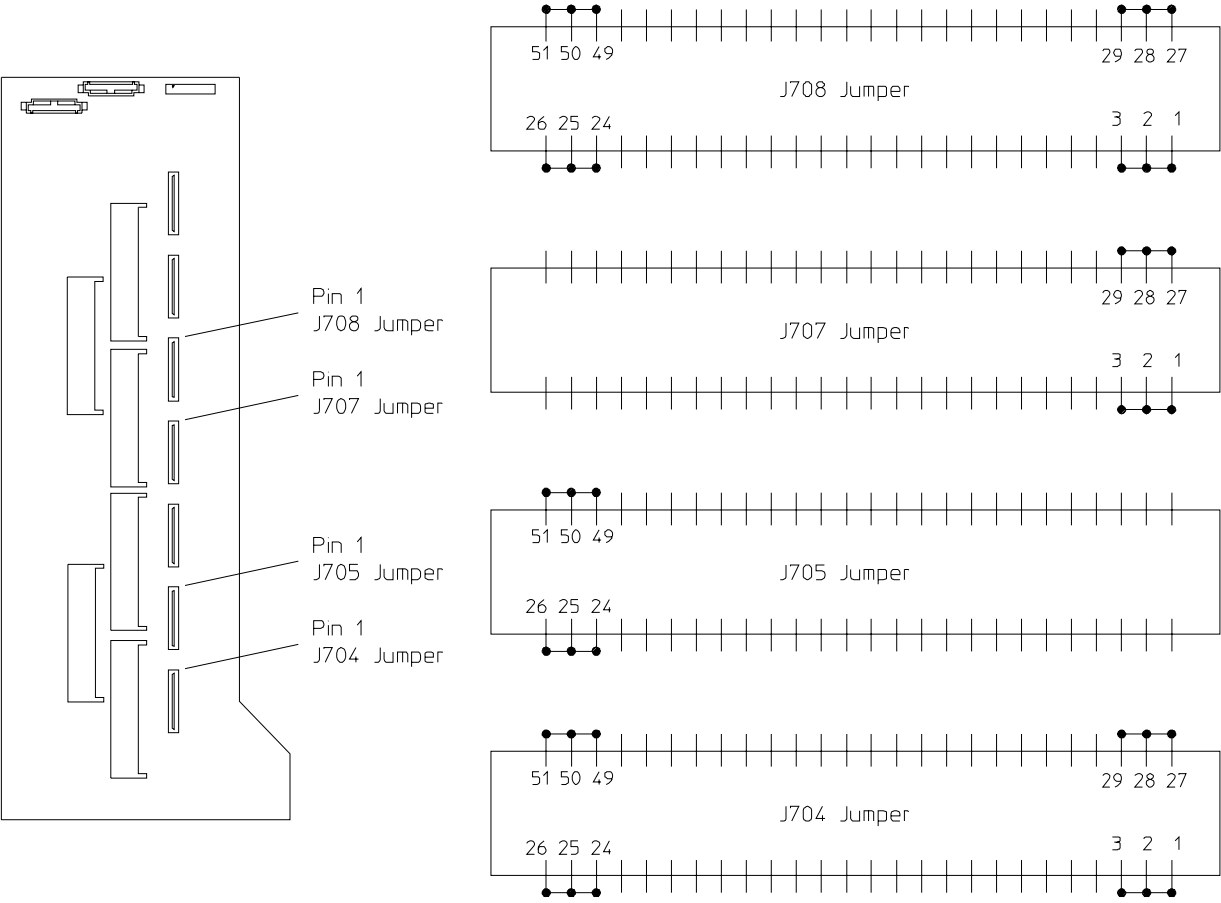 Pin 1
J708 Jumper
Pin 1
J707 Jumper
Pin 1
J705 Jumper
Pin 1
J704 Jumper
51 50 49
29 28 27
J708 Jumper
26 25 24
3 2 1
29 28 27
J707 Jumper
3 2 1
51 50 49
J705 Jumper
26 25 24
51 50 49
29 28 27
J704 Jumper
26 25 24
3 2 1